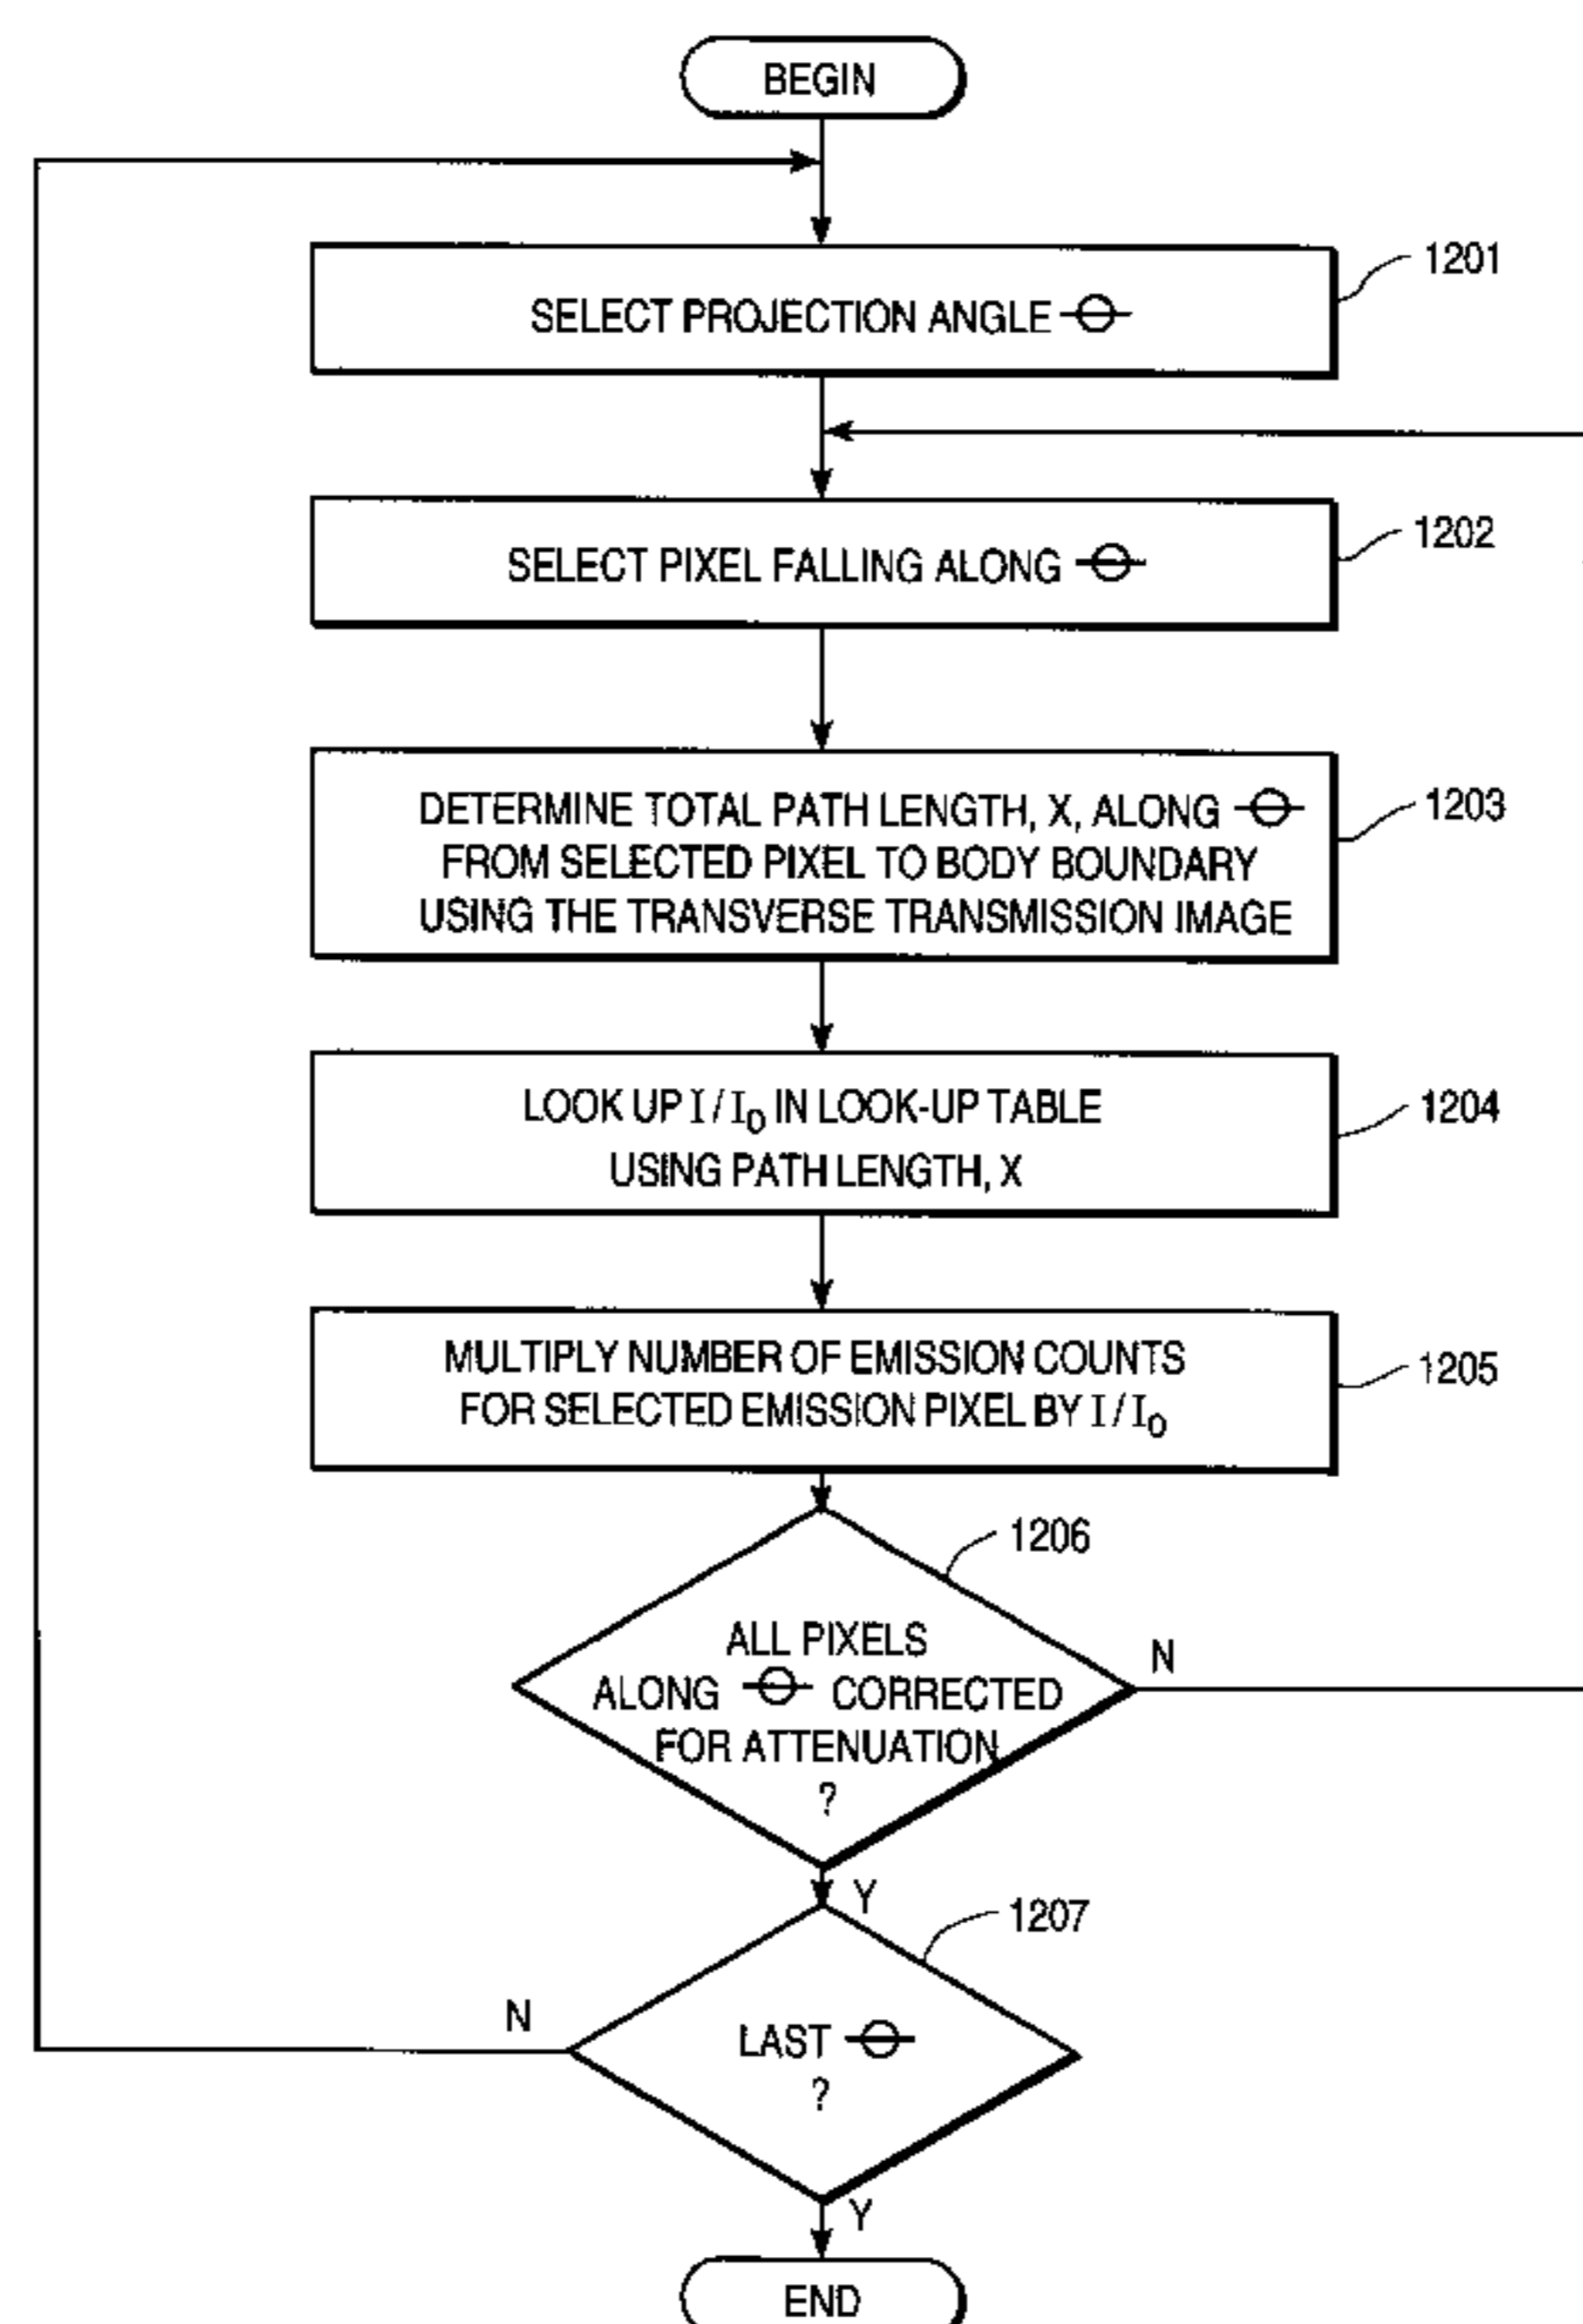 BEGIN
SELECT PROJECTION ANGLE ⦵
1201
SELECT PIXEL FALLING ALONG ⦵
1202
DETERMINE TOTAL PATH LENGTH, X, ALONG ⦵
FROM SELECTED PIXEL TO BODY BOUNDARY
USING THE TRANSVERSE TRANSMISSION IMAGE
1203
LOOK UP I/I₀ IN LOOK-UP TABLE
USING PATH LENGTH, X
1204
MULTIPLY NUMBER OF EMISSION COUNTS
FOR SELECTED EMISSION PIXEL BY I/I₀
1205
1206
ALL PIXELS
ALONG ⦵ CORRECTED
FOR ATTENUATION
?
N
Y
1207
LAST ⦵
?
N
Y
END